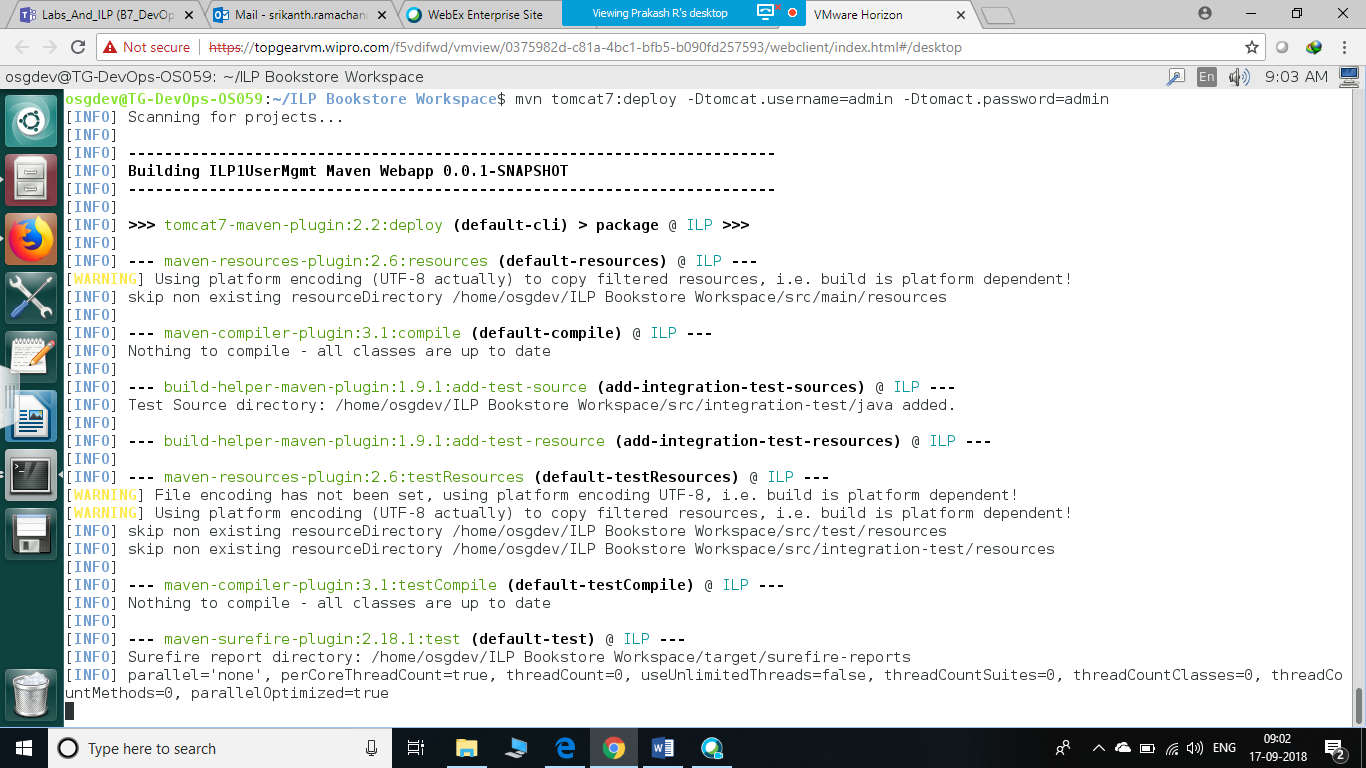 Labs_And_ILP (B7_DevOp
Mail - srikanth.ramachand
WebEx Enterprise Site
Viewing Prakash R's desktop
VMware Horizon
Not secure
https://topgearvm.wipro.com/f5vdifwd/vmview/0375982d-c81a-4bc1-bfb5-b090fd257593/webclient/index.html#/desktop
osgdev@TG-DevOps-OS059: ~/ILP Bookstore Workspace
En
9:03 AM
osgdev@TG-DevOps-OS059:~/ILP Bookstore Workspace$ mvn tomcat7:deploy -Dtomcat.username=admin -Dtomact.password=admin
[INFO] Scanning for projects...
[INFO]
[INFO] ------------------------------------------------------------------------
[INFO] Building ILP1UserMgmt Maven Webapp 0.0.1-SNAPSHOT
[INFO] ------------------------------------------------------------------------
[INFO]
[INFO] >>> tomcat7-maven-plugin:2.2:deploy (default-cli) > package @ ILP >>>
[INFO]
[INFO] --- maven-resources-plugin:2.6:resources (default-resources) @ ILP ---
[WARNING] Using platform encoding (UTF-8 actually) to copy filtered resources, i.e. build is platform dependent!
[INFO] skip non existing resourceDirectory /home/osgdev/ILP Bookstore Workspace/src/main/resources
[INFO]
[INFO] --- maven-compiler-plugin:3.1:compile (default-compile) @ ILP ---
[INFO] Nothing to compile - all classes are up to date
[INFO]
[INFO] --- build-helper-maven-plugin:1.9.1:add-test-source (add-integration-test-sources) @ ILP ---
[INFO] Test Source directory: /home/osgdev/ILP Bookstore Workspace/src/integration-test/java added.
[INFO]
[INFO] --- build-helper-maven-plugin:1.9.1:add-test-resource (add-integration-test-resources) @ ILP ---
[INFO]
[INFO] --- maven-resources-plugin:2.6:testResources (default-testResources) @ ILP ---
[WARNING] File encoding has not been set, using platform encoding UTF-8, i.e. build is platform dependent!
[WARNING] Using platform encoding (UTF-8 actually) to copy filtered resources, i.e. build is platform dependent!
[INFO] skip non existing resourceDirectory /home/osgdev/ILP Bookstore Workspace/src/test/resources
[INFO] skip non existing resourceDirectory /home/osgdev/ILP Bookstore Workspace/src/integration-test/resources
[INFO]
[INFO] --- maven-compiler-plugin:3.1:testCompile (default-testCompile) @ ILP ---
[INFO] Nothing to compile - all classes are up to date
[INFO]
[INFO] --- maven-surefire-plugin:2.18.1:test (default-test) @ ILP ---
[INFO] Surefire report directory: /home/osgdev/ILP Bookstore Workspace/target/surefire-reports
[INFO] parallel='none', perCoreThreadCount=true, threadCount=0, useUnlimitedThreads=false, threadCountSuites=0, threadCountClasses=0, threadCo
untMethods=0, parallelOptimized=true
Type here to search
ENG
09:02
17-09-2018
2